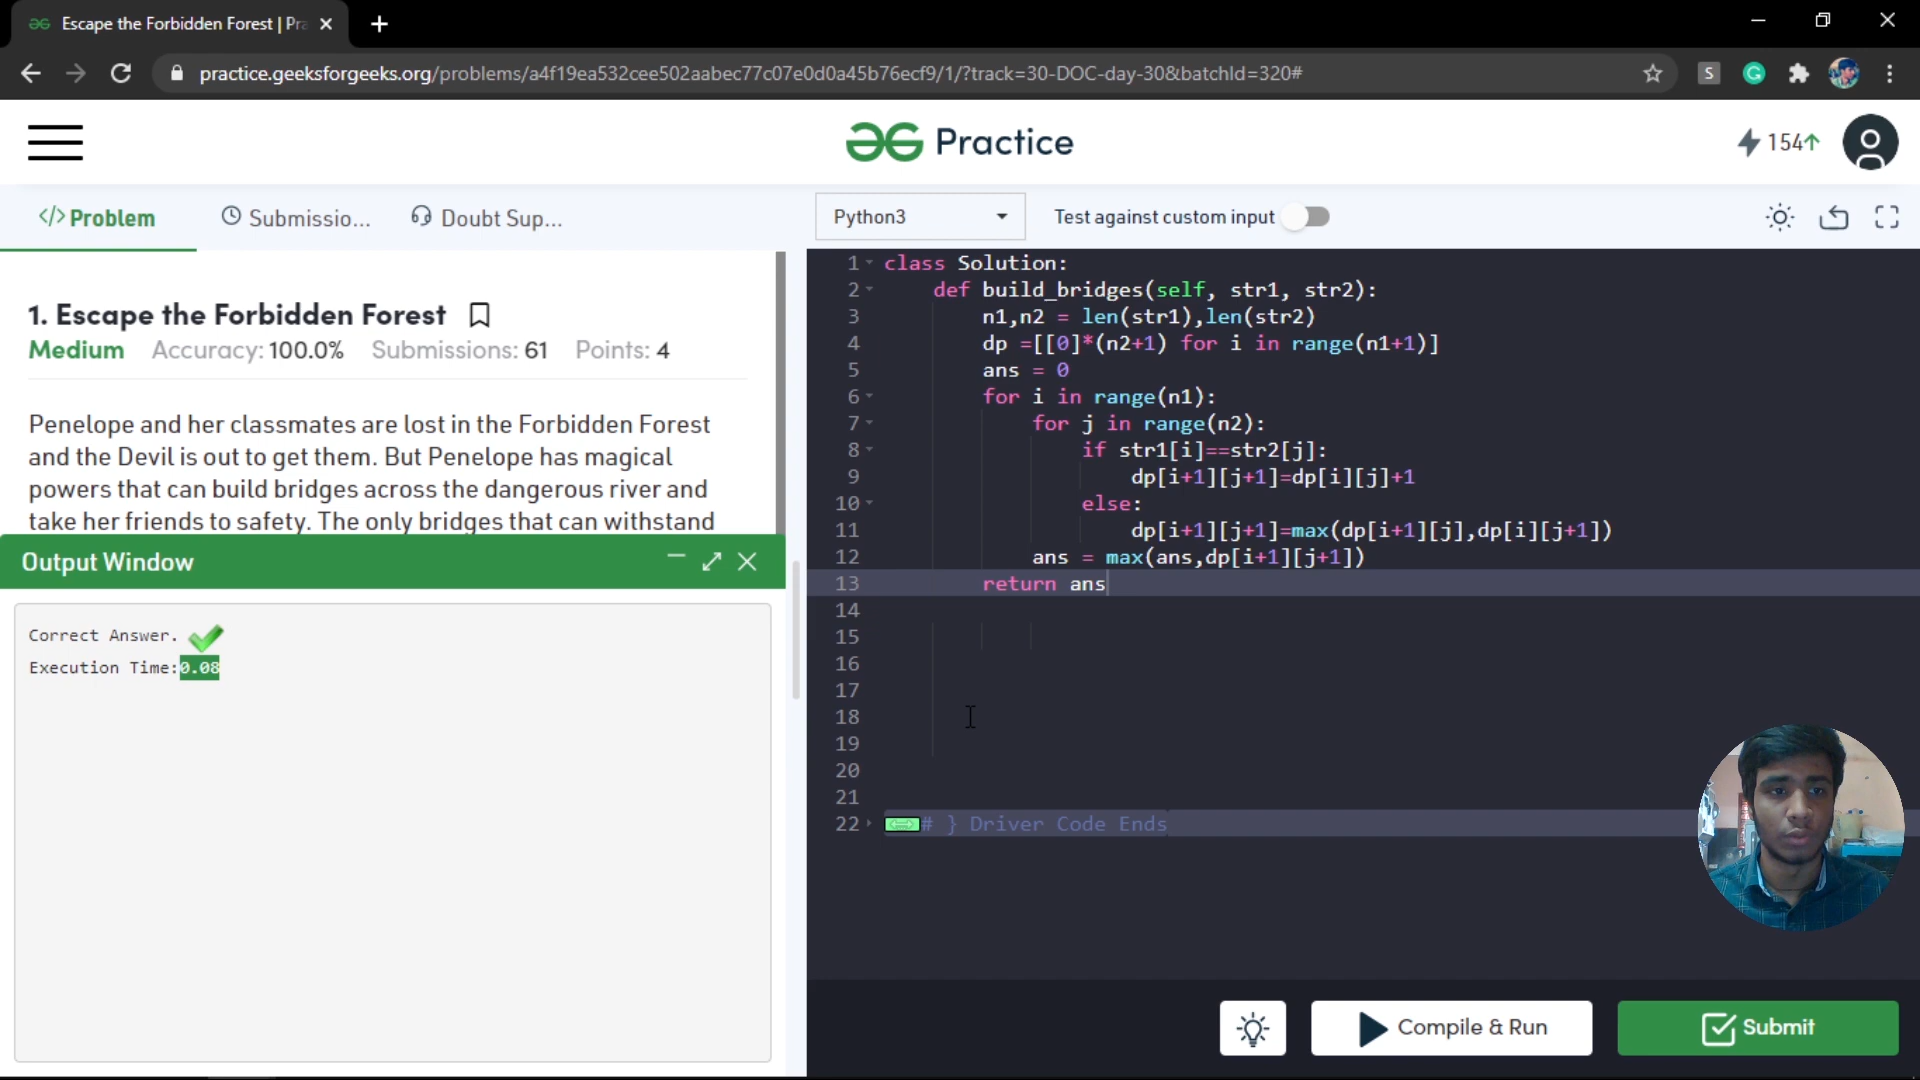 Escape the Forbidden Forest | Pra
practice.geeksforgeeks.org/problems/a4f19ea532cee502aabec77c07e0d0a45b76ecf9/1/?track=30-DOC-day-30&batchId=320#
S
G
Practice
154↑
</> Problem
Submissio...
Doubt Sup...
Python3
Test against custom input
1. Escape the Forbidden Forest
Medium Accuracy: 100.0% Submissions: 61 Points: 4
Penelope and her classmates are lost in the Forbidden Forest
and the Devil is out to get them. But Penelope has magical
powers that can build bridges across the dangerous river and
take her friends to safety. The only bridges that can withstand
Output Window
Correct Answer.
Execution Time:0.08
1 class Solution:
2     def build_bridges(self, str1, str2):
3         n1,n2 = len(str1),len(str2)
4         dp =[[0]*(n2+1) for i in range(n1+1)]
5         ans = 0
6         for i in range(n1):
7             for j in range(n2):
8                 if str1[i]==str2[j]:
9                     dp[i+1][j+1]=dp[i][j]+1
10                 else:
11                     dp[i+1][j+1]=max(dp[i+1][j],dp[i][j+1])
12             ans = max(ans,dp[i+1][j+1])
13         return ans
14
15
16
17
18
19
20
21
22 # } Driver Code Ends
Compile & Run
Submit